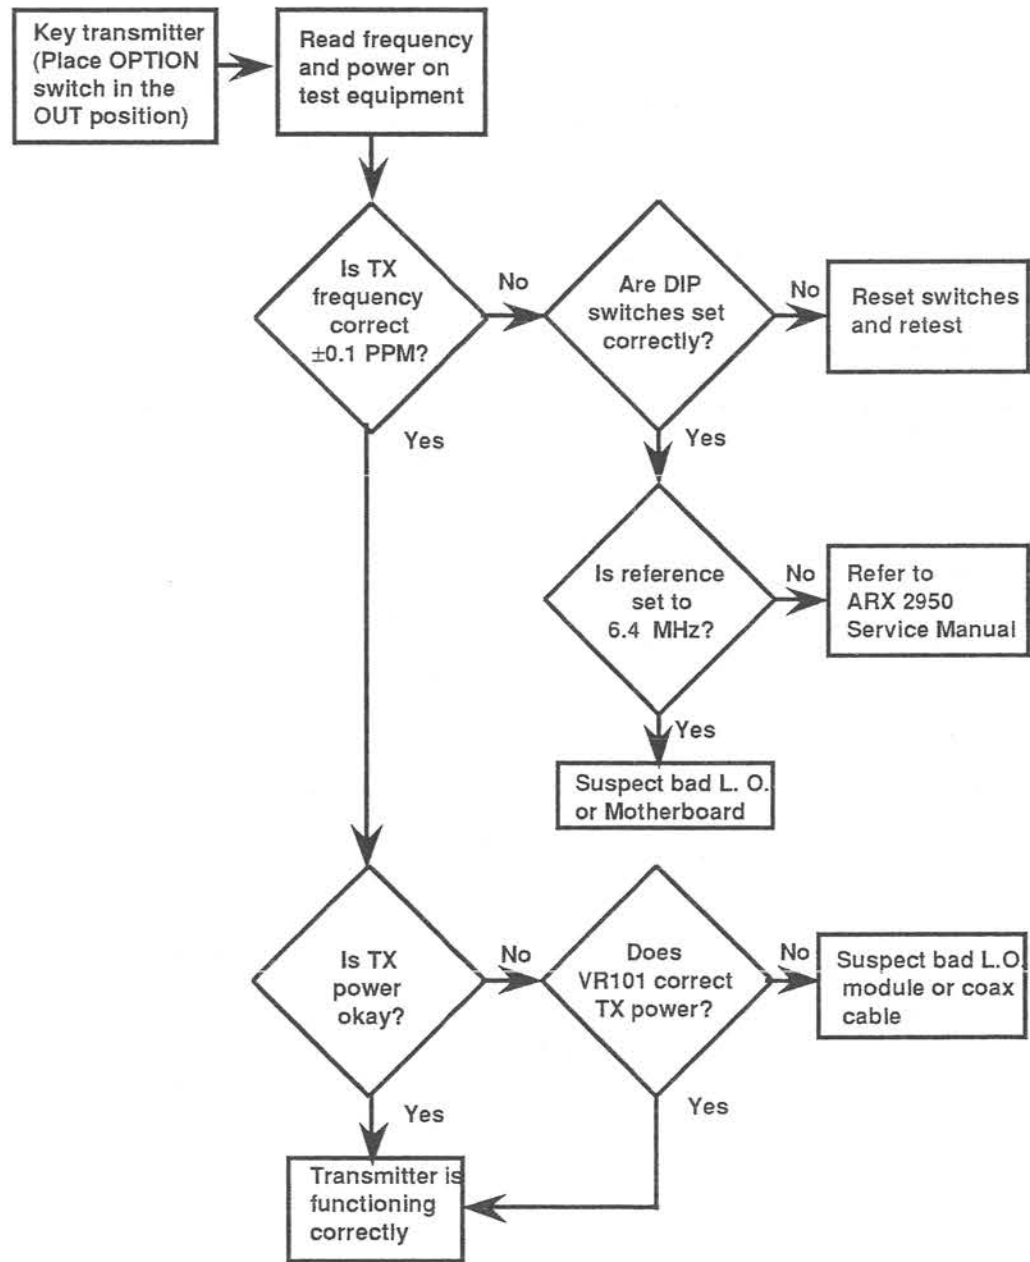 Key transmitter
(Place OPTION
switch in the
OUT position)
Read frequency
and power on
test equipment
Is TX
frequency
correct
±0.1 PPM?
No
Are DIP
switches set
correctly?
No
Reset switches
and retest
Yes
Yes
Is reference
set to
6.4 MHz?
No
Refer to
ARX 2950
Service Manual
Yes
Suspect bad L. O.
or Motherboard
Is TX
power
okay?
No
Does
VR101 correct
TX power?
No
Suspect bad L.O.
module or coax
cable
Yes
Yes
Transmitter is
functioning
correctly